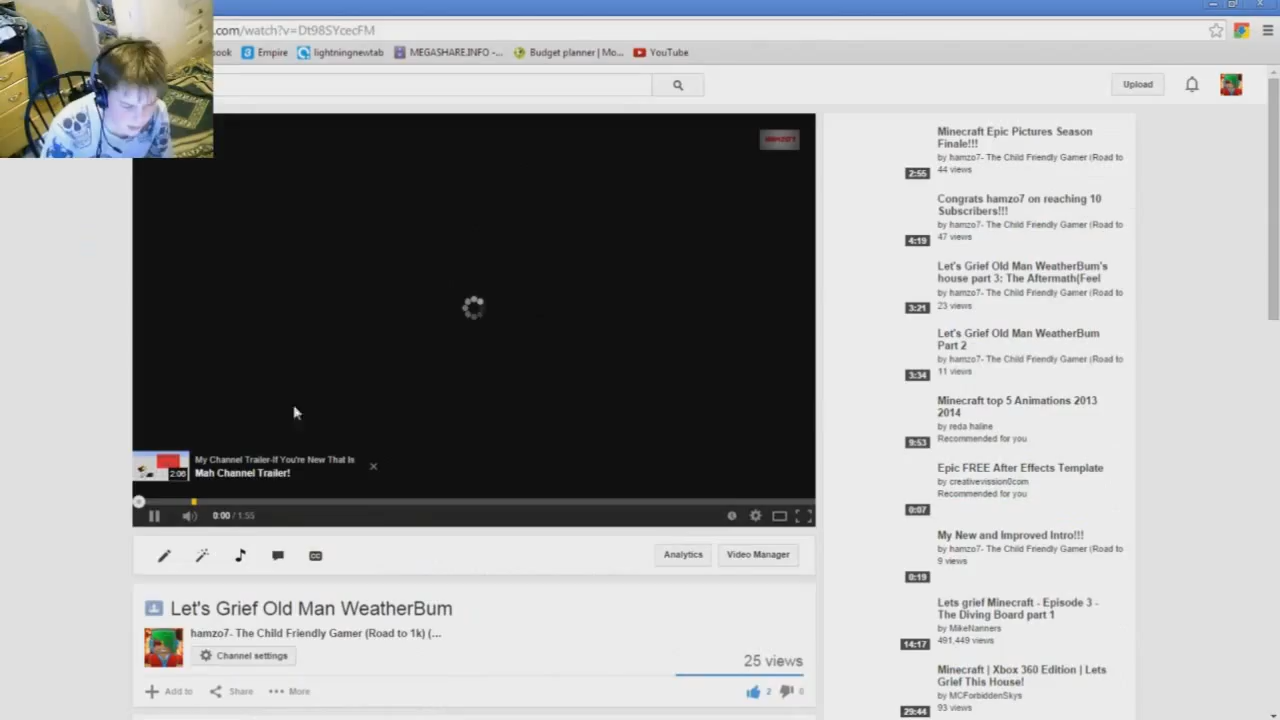 .com/watch?v=Dt98SYcecFM
ook Empire lightningnewtab MEGASHARE.INFO -... Budget planner | Mo... YouTube
Upload
HAMZO7
My Channel Trailer-If You're New That Is
Mah Channel Trailer!
2:06
0:00 / 1:55
Analytics
Video Manager
Let's Grief Old Man WeatherBum
hamzo7- The Child Friendly Gamer (Road to 1k) (...
Channel settings
25 views
Add to Share More
2 0
Minecraft Epic Pictures Season
Finale!!!
by hamzo7- The Child Friendly Gamer (Road to
44 views
2:55
Congrats hamzo7 on reaching 10
Subscribers!!!
by hamzo7- The Child Friendly Gamer (Road to
47 views
4:19
Let's Grief Old Man WeatherBum's
house part 3: The Aftermath(Feel
by hamzo7- The Child Friendly Gamer (Road to
23 views
3:21
Let's Grief Old Man WeatherBum
Part 2
by hamzo7- The Child Friendly Gamer (Road to
11 views
3:34
Minecraft top 5 Animations 2013
2014
by reda haline
Recommended for you
9:53
Epic FREE After Effects Template
by creativevission0com
Recommended for you
0:07
My New and Improved Intro!!!
by hamzo7- The Child Friendly Gamer (Road to
9 views
0:19
Lets grief Minecraft - Episode 3 -
The Diving Board part 1
by MikeNanners
491,449 views
14:17
Minecraft | Xbox 360 Edition | Lets
Grief This House!
by MCForbiddenSkys
93 views
29:44